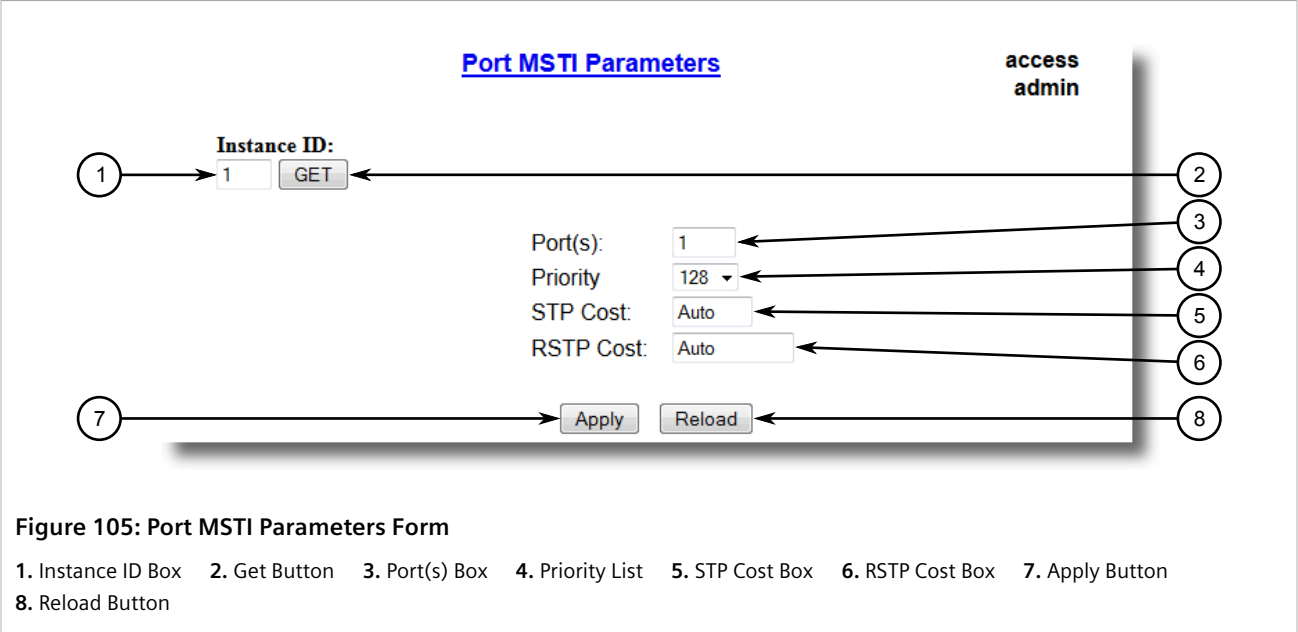 Port MSTI Parameters
access
admin
Instance ID:
1 1 GET 2
Port(s): 1 3
Priority 128 4
STP Cost: Auto 5
RSTP Cost: Auto 6
7 Apply Reload 8
Figure 105: Port MSTI Parameters Form
1. Instance ID Box 2. Get Button 3. Port(s) Box 4. Priority List 5. STP Cost Box 6. RSTP Cost Box 7. Apply Button
8. Reload Button